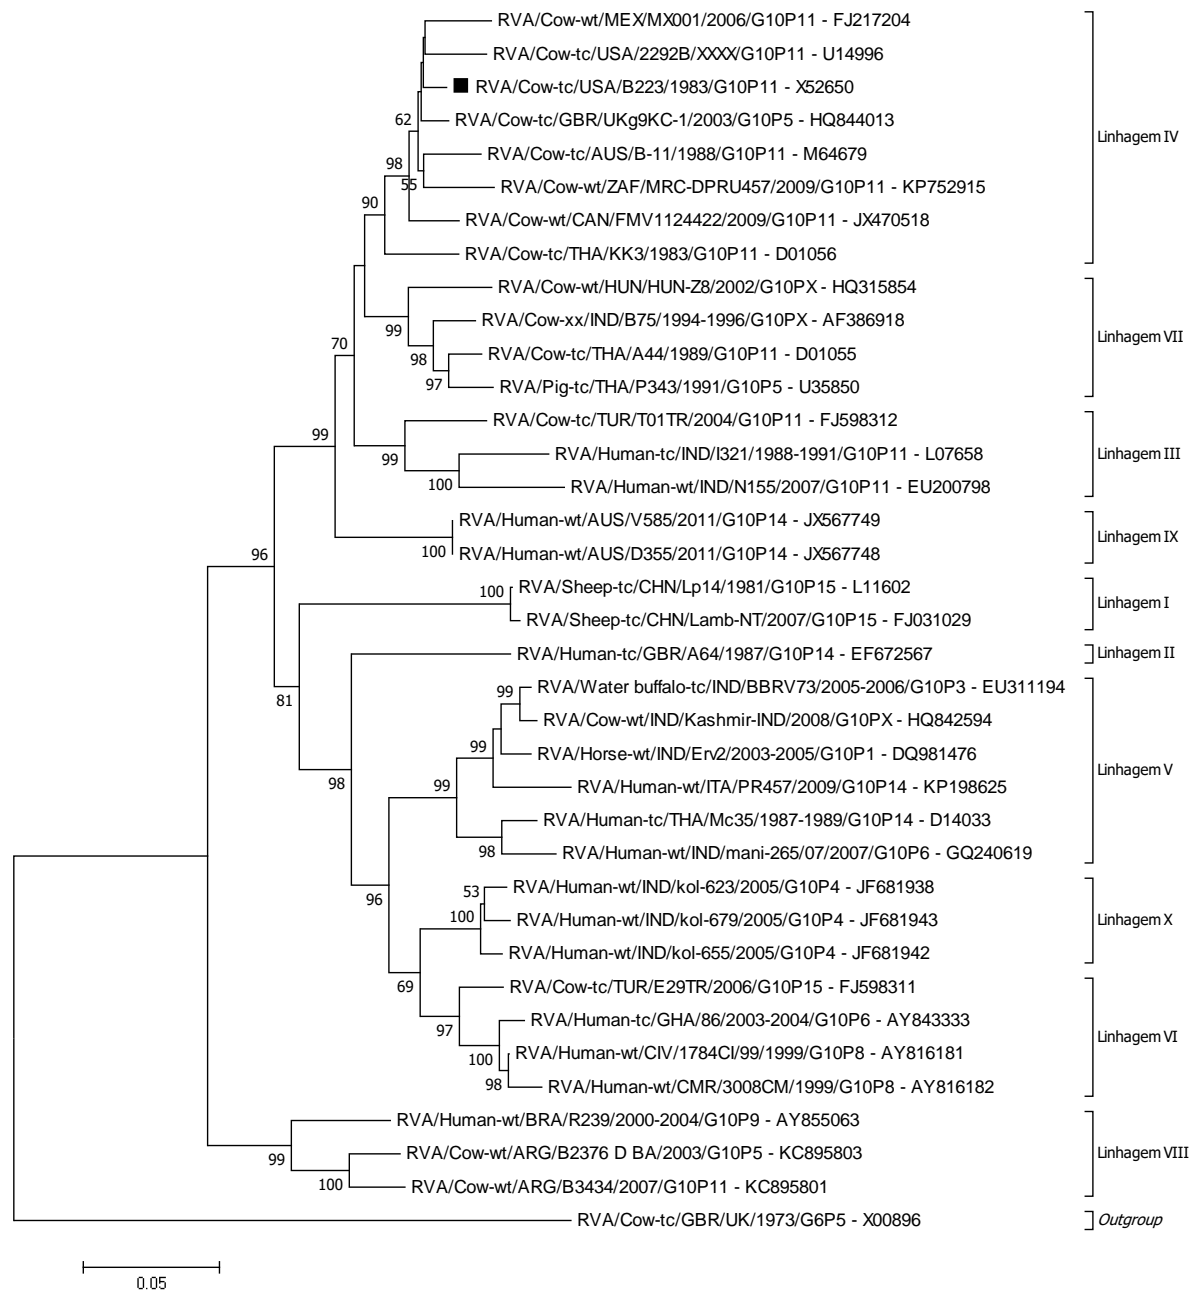 RVA/Cow-wt/MEX/MX001/2006/G10P11 - FJ217204
RVA/Cow-tc/USA/2292B/XXXX/G10P11 - U14996
RVA/Cow-tc/USA/B223/1983/G10P11 - X52650
RVA/Cow-tc/GBR/UKg9KC-1/2003/G10P5 - HQ844013
62
Linhagem IV
RVA/Cow-tc/AUS/B-11/1988/G10P11 - M64679
98
55
RVA/Cow-wt/ZAF/MRC-DPRU457/2009/G10P11 - KP752915
90
RVA/Cow-wt/CAN/FMV1124422/2009/G10P11 - JX470518
RVA/Cow-tc/THA/KK3/1983/G10P11 - D01056
RVA/Cow-wt/HUN/HUN-Z8/2002/G10PX - HQ315854
RVA/Cow-xx/IND/B75/1994-1996/G10PX - AF386918
99
Linhagem VII
70
RVA/Cow-tc/THA/A44/1989/G10P11 - D01055
98
97
RVA/Pig-tc/THA/P343/1991/G10P5 - U35850
RVA/Cow-tc/TUR/T01TR/2004/G10P11 - FJ598312
99
99
RVA/Human-tc/IND/I321/1988-1991/G10P11 - L07658
Linhagem III
100
RVA/Human-wt/IND/N155/2007/G10P11 - EU200798
RVA/Human-wt/AUS/V585/2011/G10P14 - JX567749
Linhagem IX
96
100
RVA/Human-wt/AUS/D355/2011/G10P14 - JX567748
100
RVA/Sheep-tc/CHN/Lp14/1981/G10P15 - L11602
Linhagem I
RVA/Sheep-tc/CHN/Lamb-NT/2007/G10P15 - FJ031029
RVA/Human-tc/GBR/A64/1987/G10P14 - EF672567
Linhagem II
81
99
RVA/Water buffalo-tc/IND/BBRV73/2005-2006/G10P3 - EU311194
RVA/Cow-wt/IND/Kashmir-IND/2008/G10PX - HQ842594
99
RVA/Horse-wt/IND/Erv2/2003-2005/G10P1 - DQ981476
Linhagem V
98
99
RVA/Human-wt/ITA/PR457/2009/G10P14 - KP198625
RVA/Human-tc/THA/Mc35/1987-1989/G10P14 - D14033
98
RVA/Human-wt/IND/mani-265/07/2007/G10P6 - GQ240619
96
53
RVA/Human-wt/IND/kol-623/2005/G10P4 - JF681938
100
RVA/Human-wt/IND/kol-679/2005/G10P4 - JF681943
Linhagem X
RVA/Human-wt/IND/kol-655/2005/G10P4 - JF681942
69
RVA/Cow-tc/TUR/E29TR/2006/G10P15 - FJ598311
97
RVA/Human-tc/GHA/86/2003-2004/G10P6 - AY843333
Linhagem VI
100
RVA/Human-wt/CIV/1784CI/99/1999/G10P8 - AY816181
98
RVA/Human-wt/CMR/3008CM/1999/G10P8 - AY816182
RVA/Human-wt/BRA/R239/2000-2004/G10P9 - AY855063
99
RVA/Cow-wt/ARG/B2376 D BA/2003/G10P5 - KC895803
Linhagem VIII
100
RVA/Cow-wt/ARG/B3434/2007/G10P11 - KC895801
RVA/Cow-tc/GBR/UK/1973/G6P5 - X00896
Outgroup
0.05